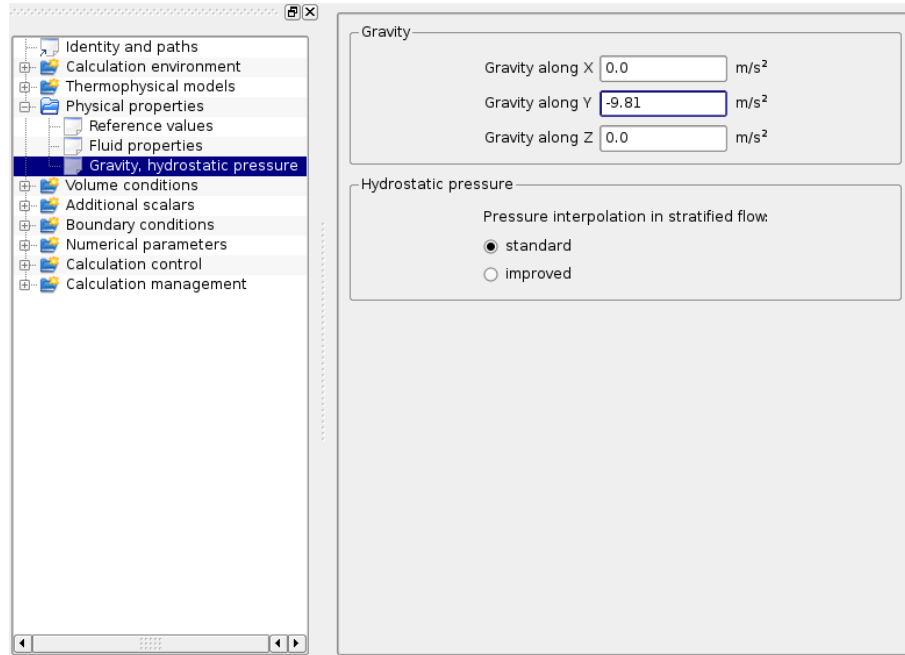 Identity and paths
Calculation environment
Thermophysical models
Physical properties
Reference values
Fluid properties
Gravity, hydrostatic pressure
Volume conditions
Additional scalars
Boundary conditions
Numerical parameters
Calculation control
Calculation management
Gravity
Gravity along X 0.0 m/s²
Gravity along Y -9.81 m/s²
Gravity along Z 0.0 m/s²
Hydrostatic pressure
Pressure interpolation in stratified flow:
standard
improved